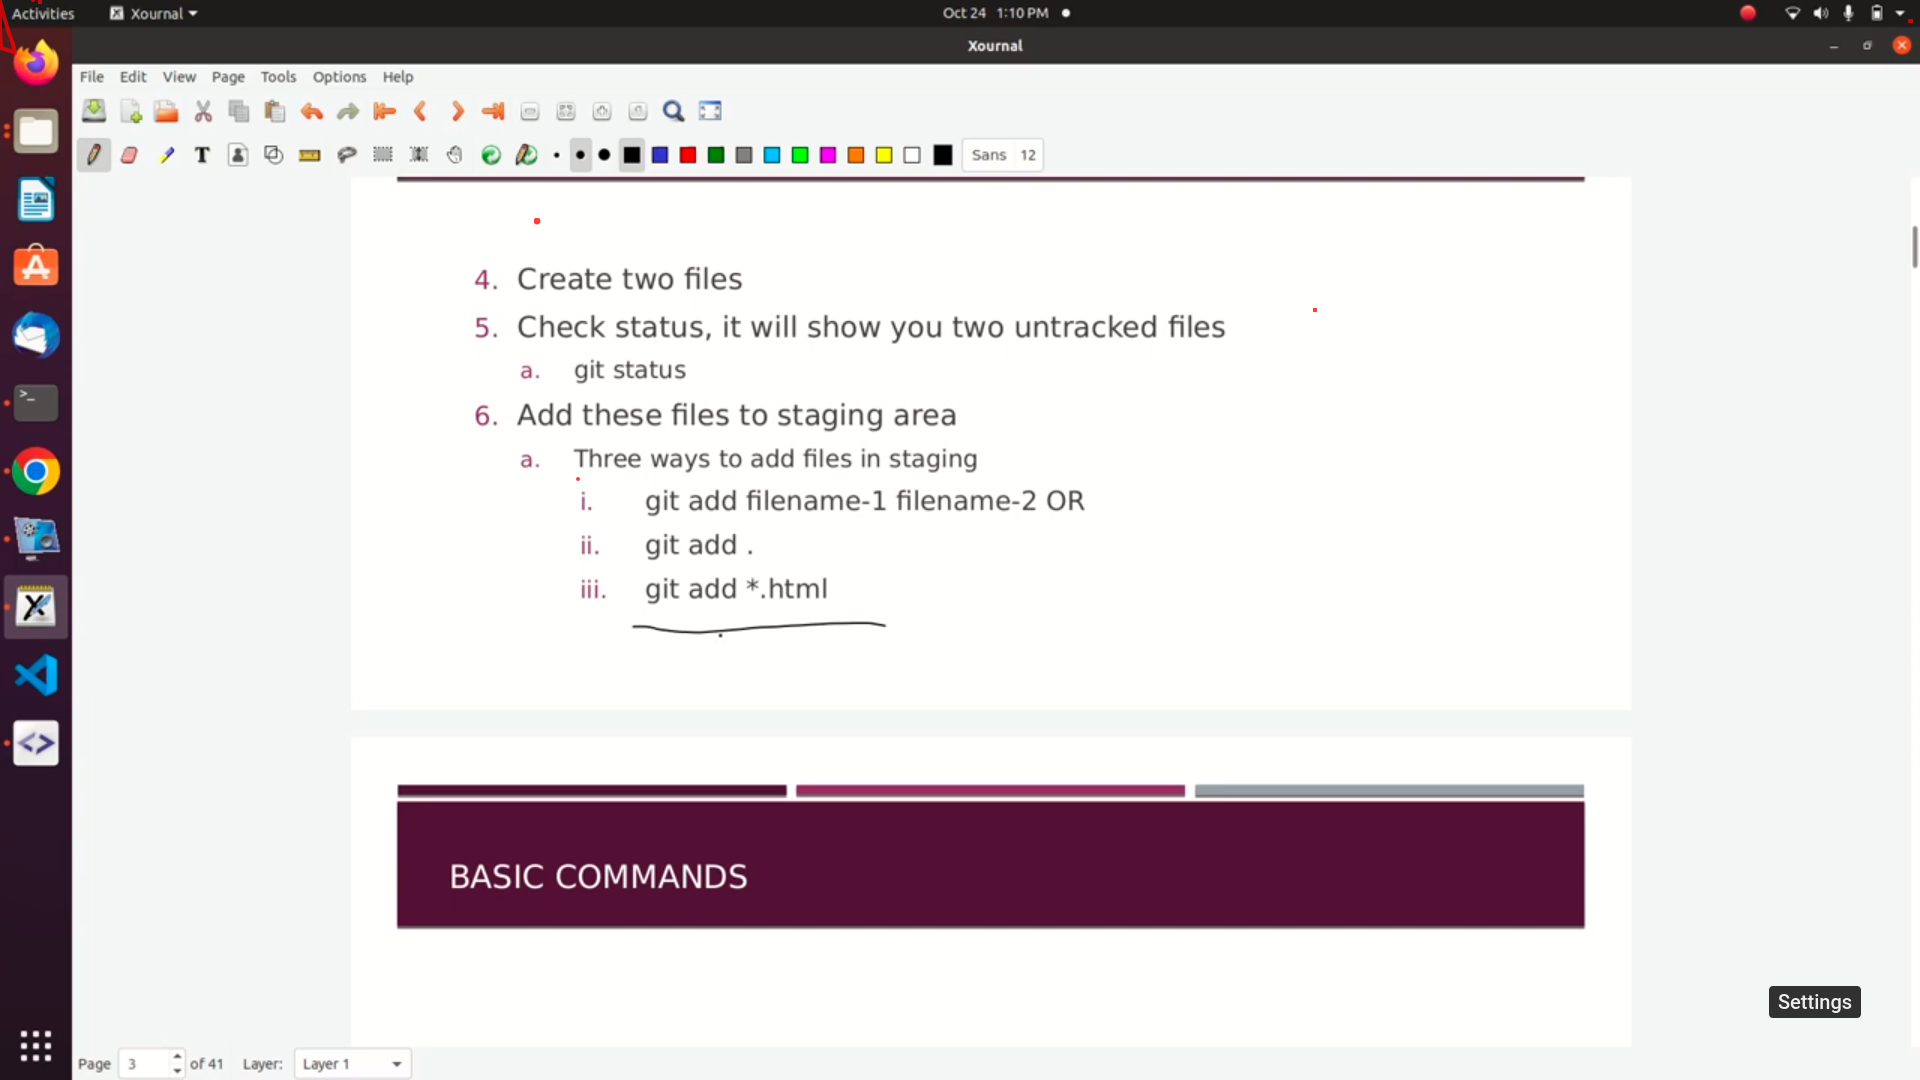 Activities
Xournal
Oct 24 1:10 PM
Xournal
File Edit View Page Tools Options Help
Sans 12
4. Create two files
5. Check status, it will show you two untracked files
a. git status
6. Add these files to staging area
a. Three ways to add files in staging
i. git add filename-1 filename-2 OR
ii. git add .
iii. git add *.html
BASIC COMMANDS
Settings
Page 3 of 41 Layer: Layer 1